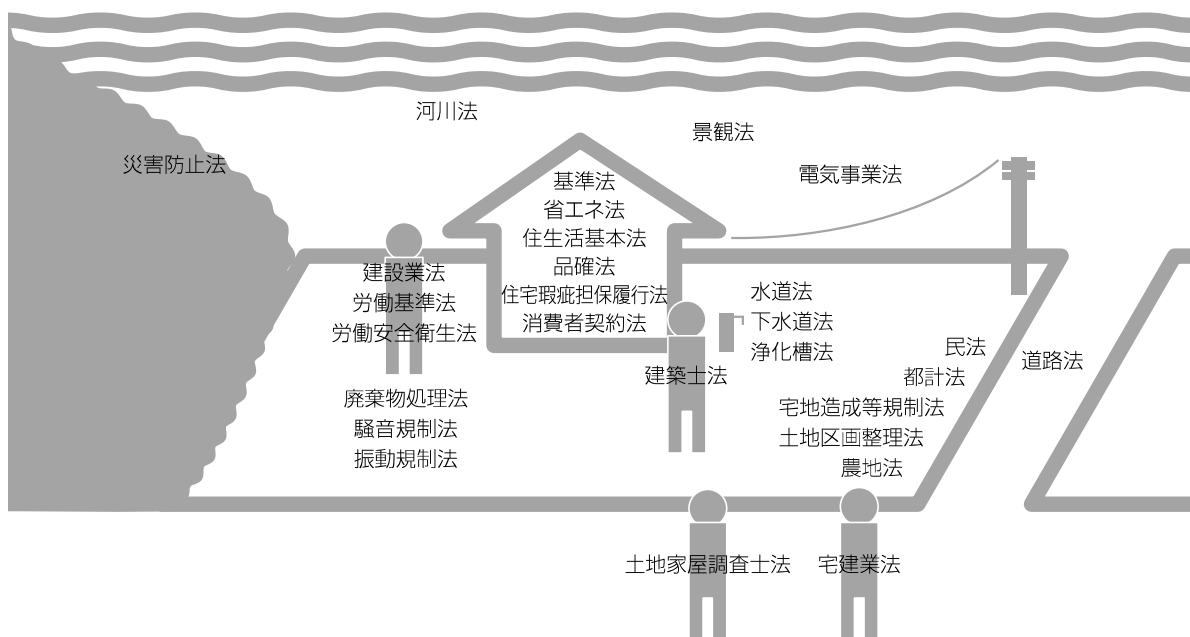 河川法
景観法
災害防止法
電気事業法
基準法
省エネ法
住生活基本法
品確法
住宅瑕疵担保履行法
消費者契約法
建設業法
労働基準法
労働安全衛生法
水道法
下水道法
浄化槽法
民法
都計法
宅地造成等規制法
土地区画整理法
農地法
道路法
建築士法
廃棄物処理法
騒音規制法
振動規制法
土地家屋調査士法
宅建業法